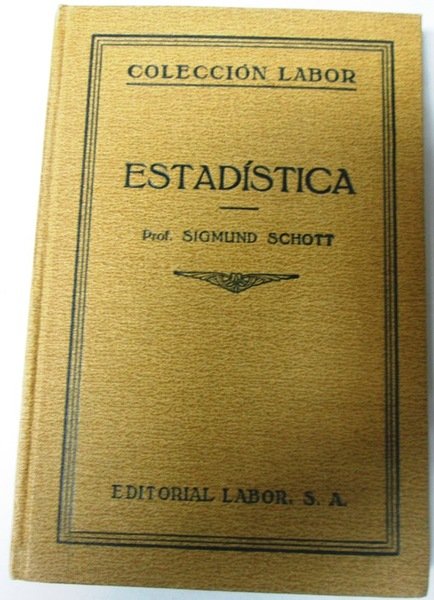 COLECCIÓN LABOR
ESTADÍSTICA
Prof. SIGMUND SCHOTT
EDITORIAL LABOR, S. A.